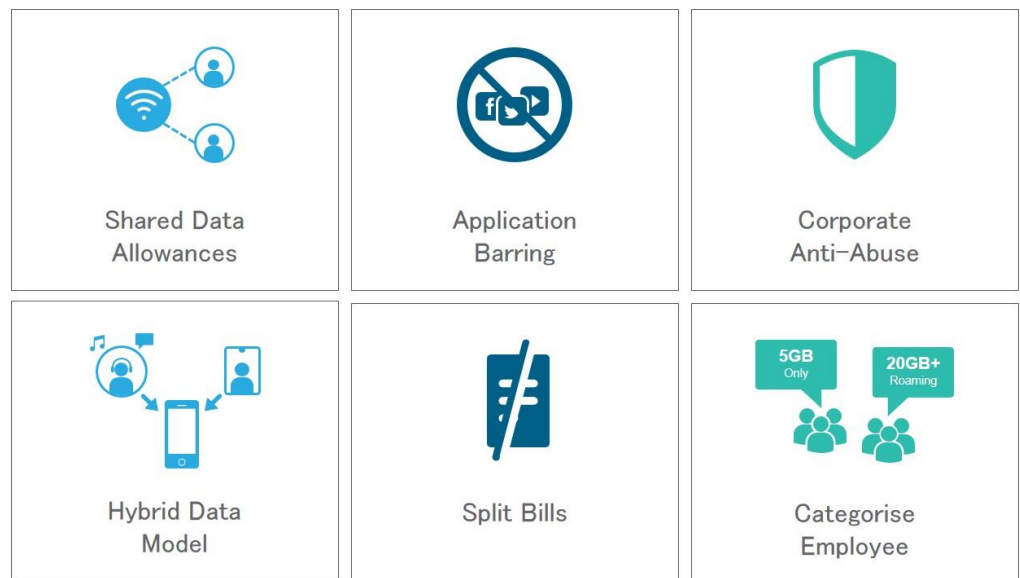 Shared Data
Allowances
Application
Barring
Corporate
Anti-Abuse
Hybrid Data
Model
Split Bills
5GB
Only
20GB+
Roaming
Categorise
Employee